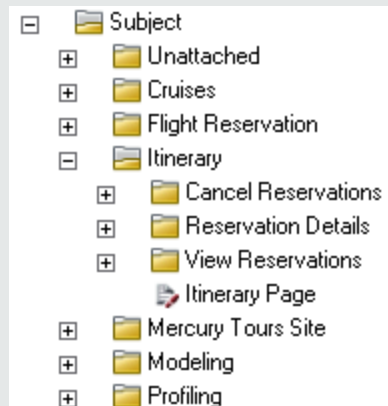 Subject
Unattached
Cruises
Flight Reservation
Itinerary
Cancel Reservations
Reservation Details
View Reservations
Itinerary Page
Mercury Tours Site
Modeling
Profiling